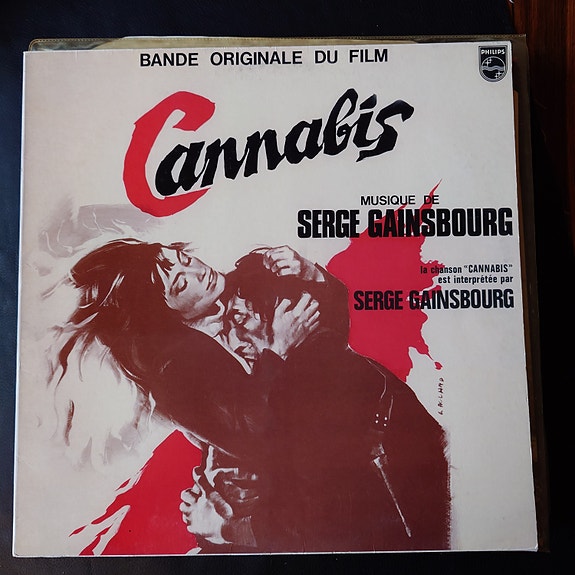 BANDE ORIGINALE DU FILM
PHILIPS
Cannabis
MUSIQUE DE
SERGE GAINSBOURG
la chanson "CANNABIS"
est interprétée par
SERGE GAINSBOURG